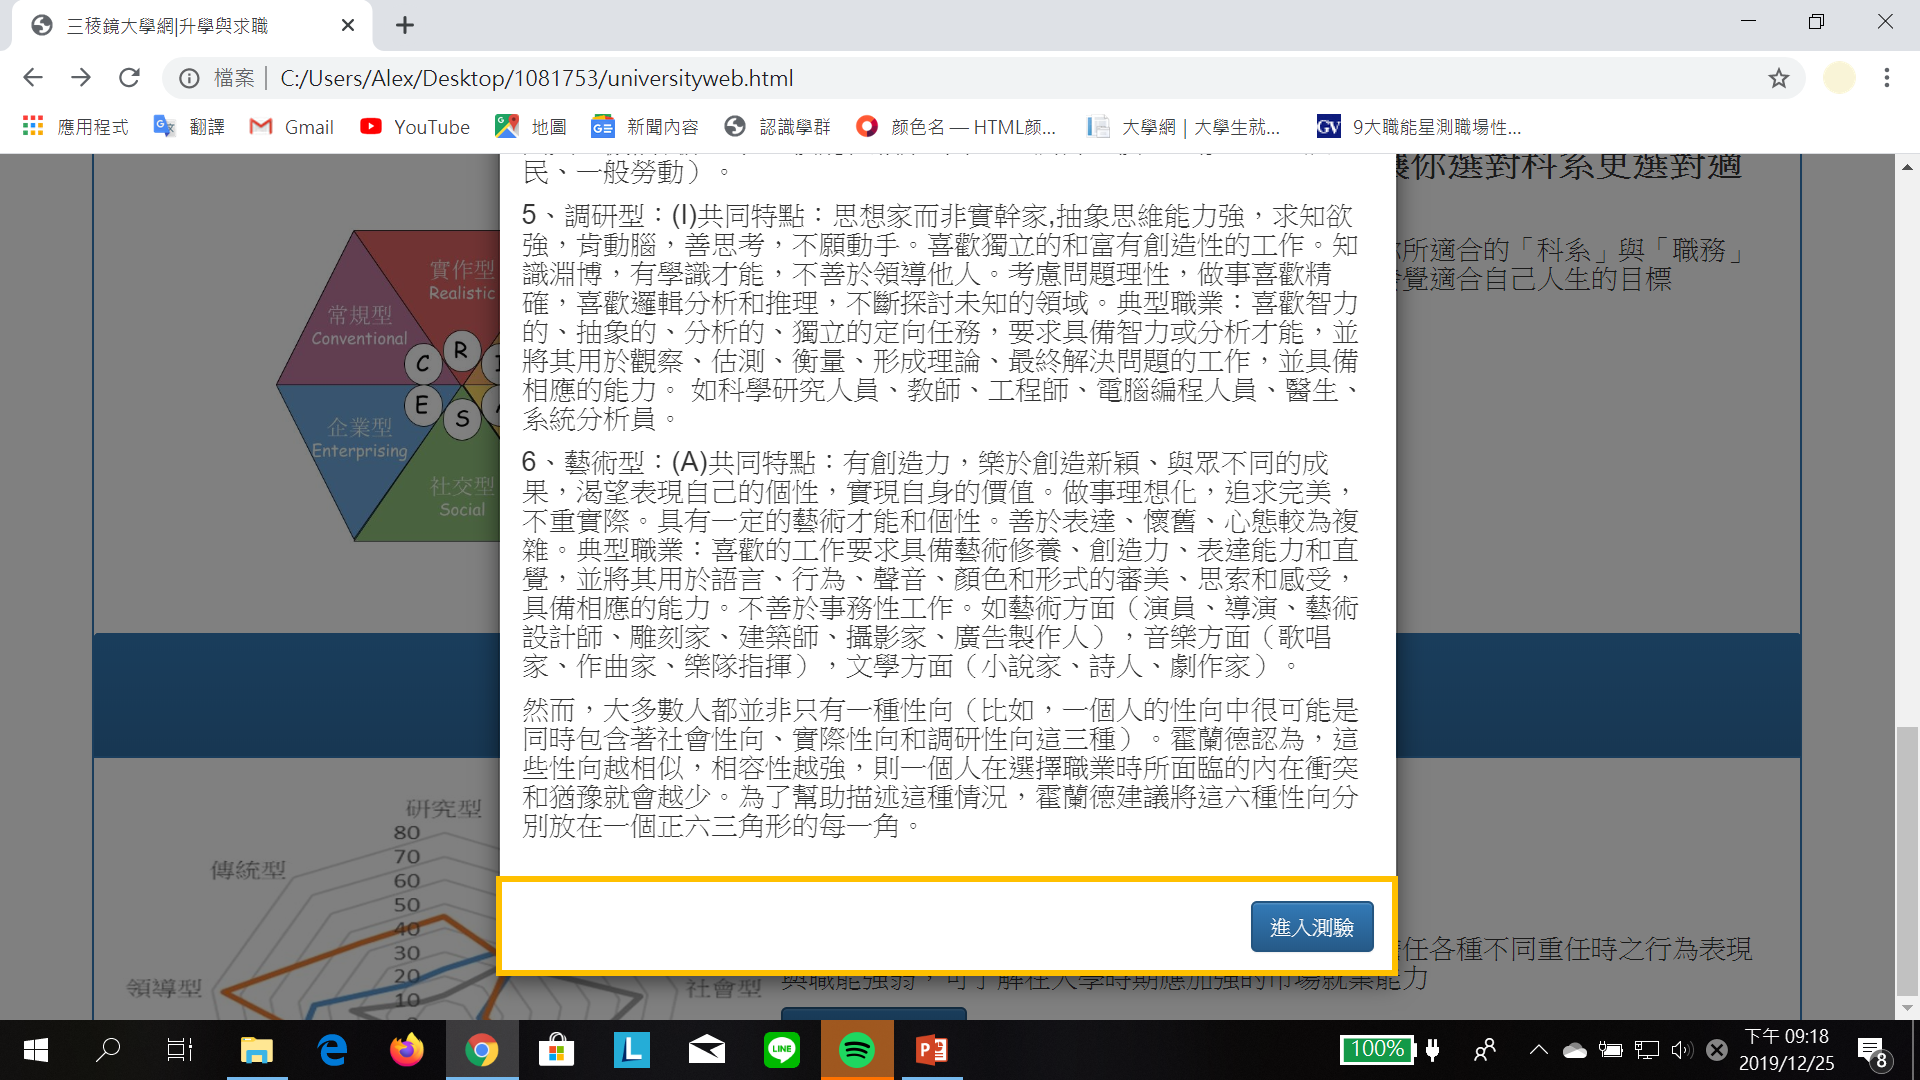 三稜鏡大學網|升學與求職
檔案
C:/Users/Alex/Desktop/1081753/universityweb.html
應用程式
翻譯
Gmail
YouTube
地圖
新聞內容
認識學群
颜色名 — HTML颜...
大學網 | 大學生就...
GV
9大職能星測職場性...
民、一般勞動）。
5、調研型：(I)共同特點：思想家而非實幹家,抽象思維能力強，求知欲
強，肯動腦，善思考，不願動手。喜歡獨立的和富有創造性的工作。知
識淵博，有學識才能，不善於領導他人。考慮問題理性，做事喜歡精
確，喜歡邏輯分析和推理，不斷探討未知的領域。典型職業：喜歡智力
的、抽象的、分析的、獨立的定向任務，要求具備智力或分析才能，並
將其用於觀察、估測、衡量、形成理論、最終解決問題的工作，並具備
相應的能力。 如科學研究人員、教師、工程師、電腦編程人員、醫生、
系統分析員。
6、藝術型：(A)共同特點：有創造力，樂於創造新穎、與眾不同的成
果，渴望表現自己的個性，實現自身的價值。做事理想化，追求完美，
不重實際。具有一定的藝術才能和個性。善於表達、懷舊、心態較為複
雜。典型職業：喜歡的工作要求具備藝術修養、創造力、表達能力和直
覺，並將其用於語言、行為、聲音、顏色和形式的審美、思索和感受，
具備相應的能力。不善於事務性工作。如藝術方面（演員、導演、藝術
設計師、雕刻家、建築師、攝影家、廣告製作人），音樂方面（歌唱
家、作曲家、樂隊指揮），文學方面（小說家、詩人、劇作家）。
然而，大多數人都並非只有一種性向（比如，一個人的性向中很可能是
同時包含著社會性向、實際性向和調研性向這三種）。霍蘭德認為，這
些性向越相似，相容性越強，則一個人在選擇職業時所面臨的內在衝突
和猶豫就會越少。為了幫助描述這種情況，霍蘭德建議將這六種性向分
別放在一個正六三角形的每一角。
進入測驗
你選對科系更選對適
所適合的「科系」與「職務」
覺適合自己人生的目標
實作型
Realistic
常規型
Conventional
C
R
E
S
企業型
Enterprising
社交型
Social
研究型
80
70
60
50
40
30
20
10
傳統型
領導型
社會型
任各種不同重任時之行為表現
與職能強弱，可了解在大學時期應加強的市場就業能力
100%
下午 09:18
2019/12/25
8